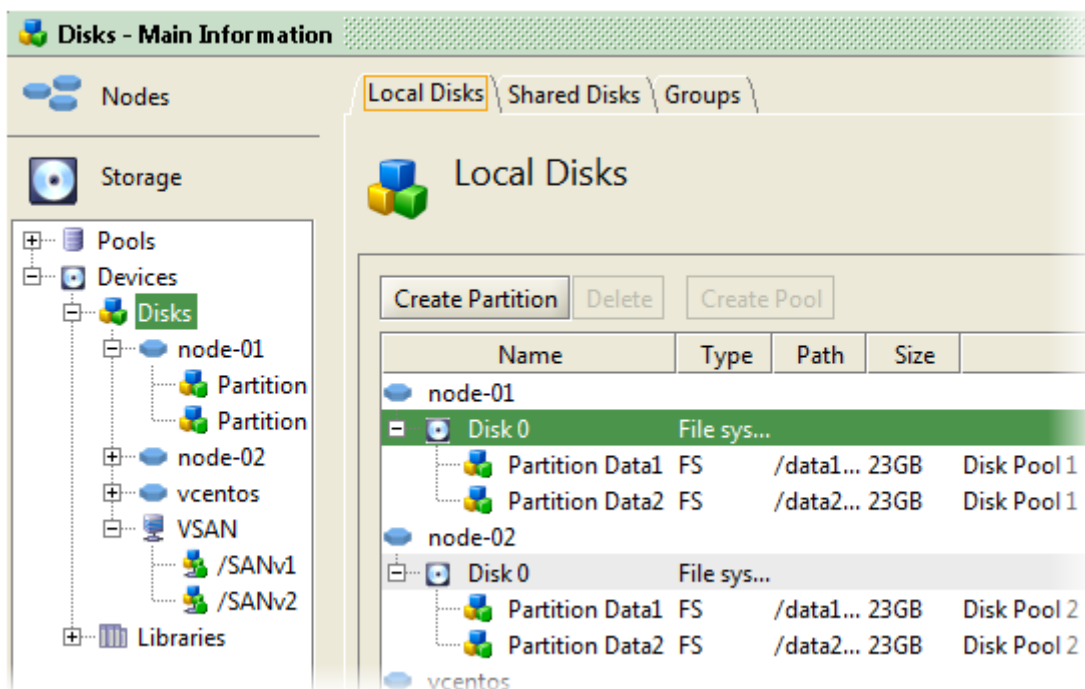 Disks - Main Information
Nodes
Storage
Pools
Devices
Disks
node-01
Partition
Partition
node-02
vcentos
VSAN
/SANv1
/SANv2
Libraries
Local Disks Shared Disks Groups
Local Disks
Create Partition Delete Create Pool
Name Type Path Size
node-01
Disk 0 File sys...
Partition Data1 FS /data1... 23GB Disk Pool 1
Partition Data2 FS /data2... 23GB Disk Pool 1
node-02
Disk 0 File sys...
Partition Data1 FS /data1... 23GB Disk Pool 2
Partition Data2 FS /data2... 23GB Disk Pool 2
vcentos